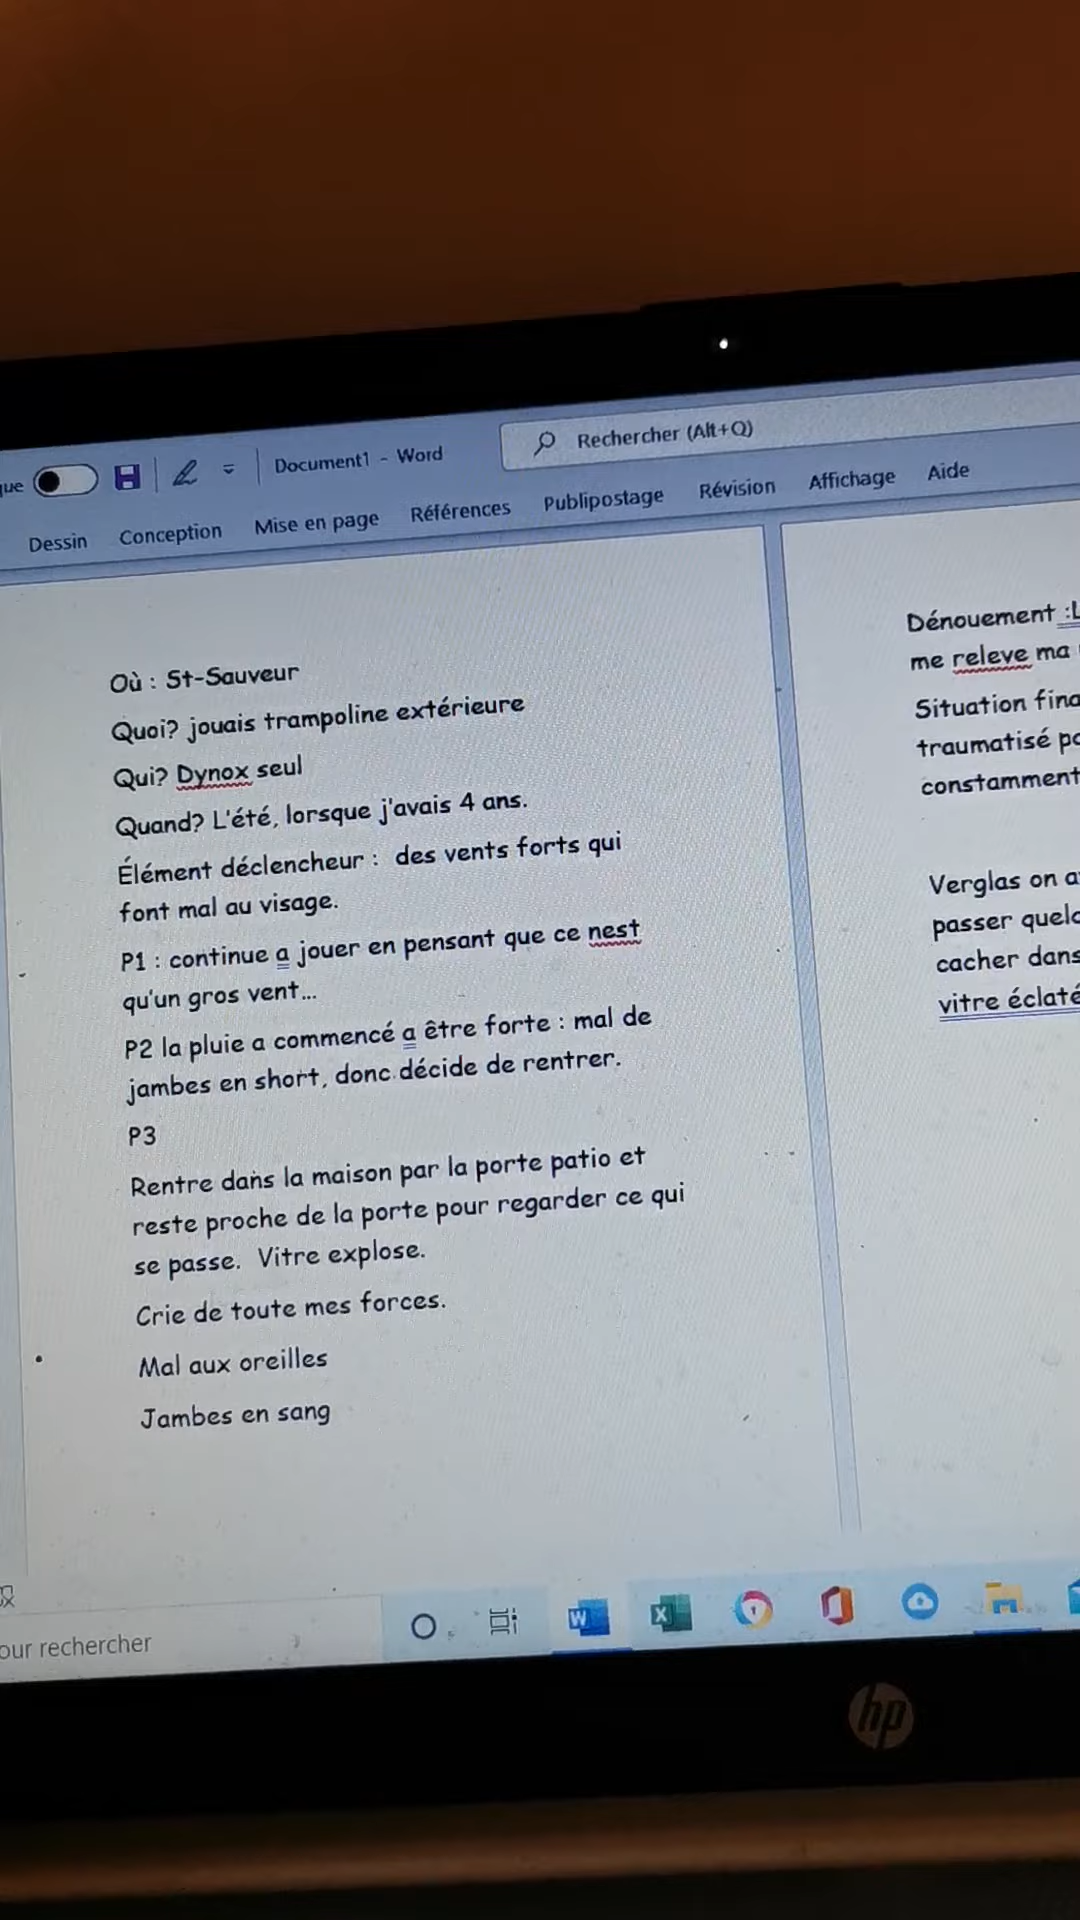 que
Document1 - Word
Rechercher (Alt+Q)
Dessin Conception Mise en page Références Publipostage Révision Affichage Aide
Où : St-Sauveur
Quoi? jouais trampoline extérieure
Qui? Dynox seul
Quand? L'été, lorsque j'avais 4 ans.
Élément déclencheur : des vents forts qui
font mal au visage.
P1 : continue a jouer en pensant que ce nest
qu'un gros vent...
P2 la pluie a commencé a être forte : mal de
jambes en short, donc décide de rentrer.
P3
Rentre dans la maison par la porte patio et
reste proche de la porte pour regarder ce qui
se passe. Vitre explose.
Crie de toute mes forces.
Mal aux oreilles
Jambes en sang
Dénouement :L
me releve ma
Situation fina
traumatisé pa
constamment
Verglas on a
passer quelq
cacher dans
vitre éclaté
our rechercher
hp